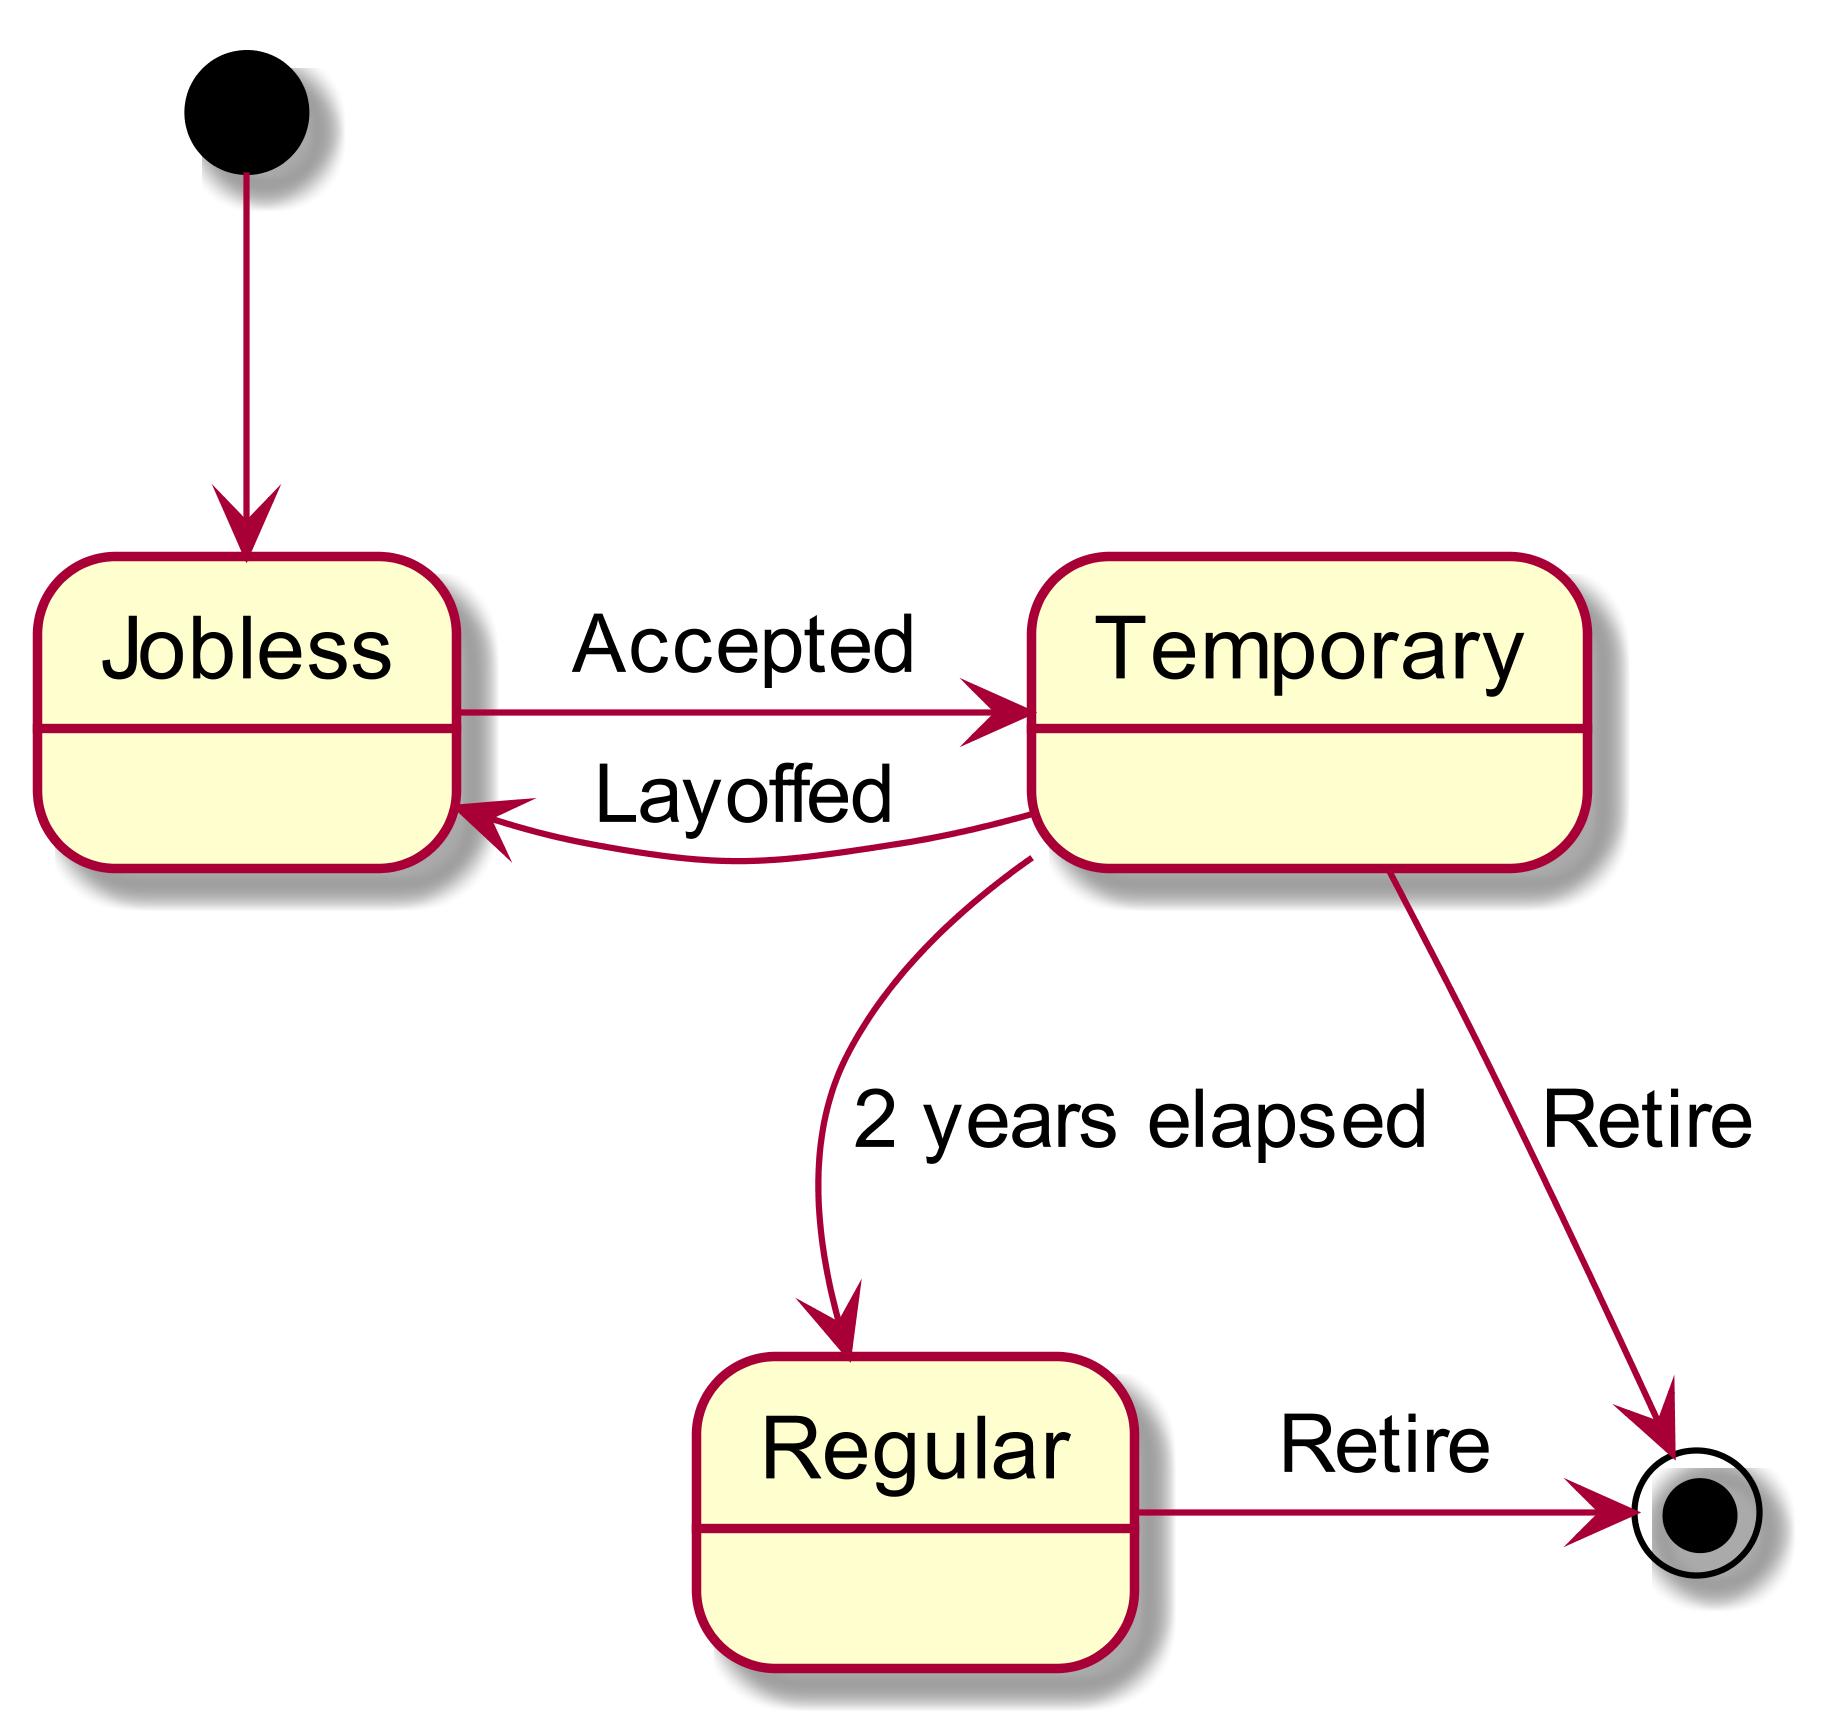 Jobless
Accepted
Temporary
Layoffed
2 years elapsed
Retire
Regular
Retire